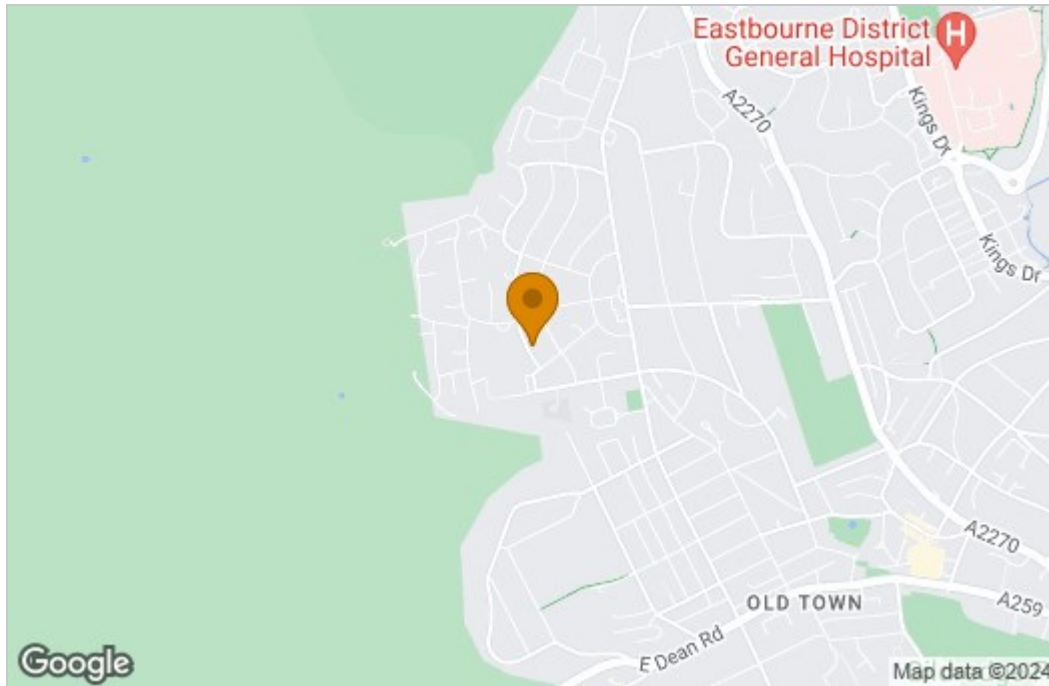 Eastbourne District
General Hospital
H
A2270
Kings Dr
Kings Dr
A2270
OLD TOWN
A259
E Dean Rd
Google
Map data ©2024